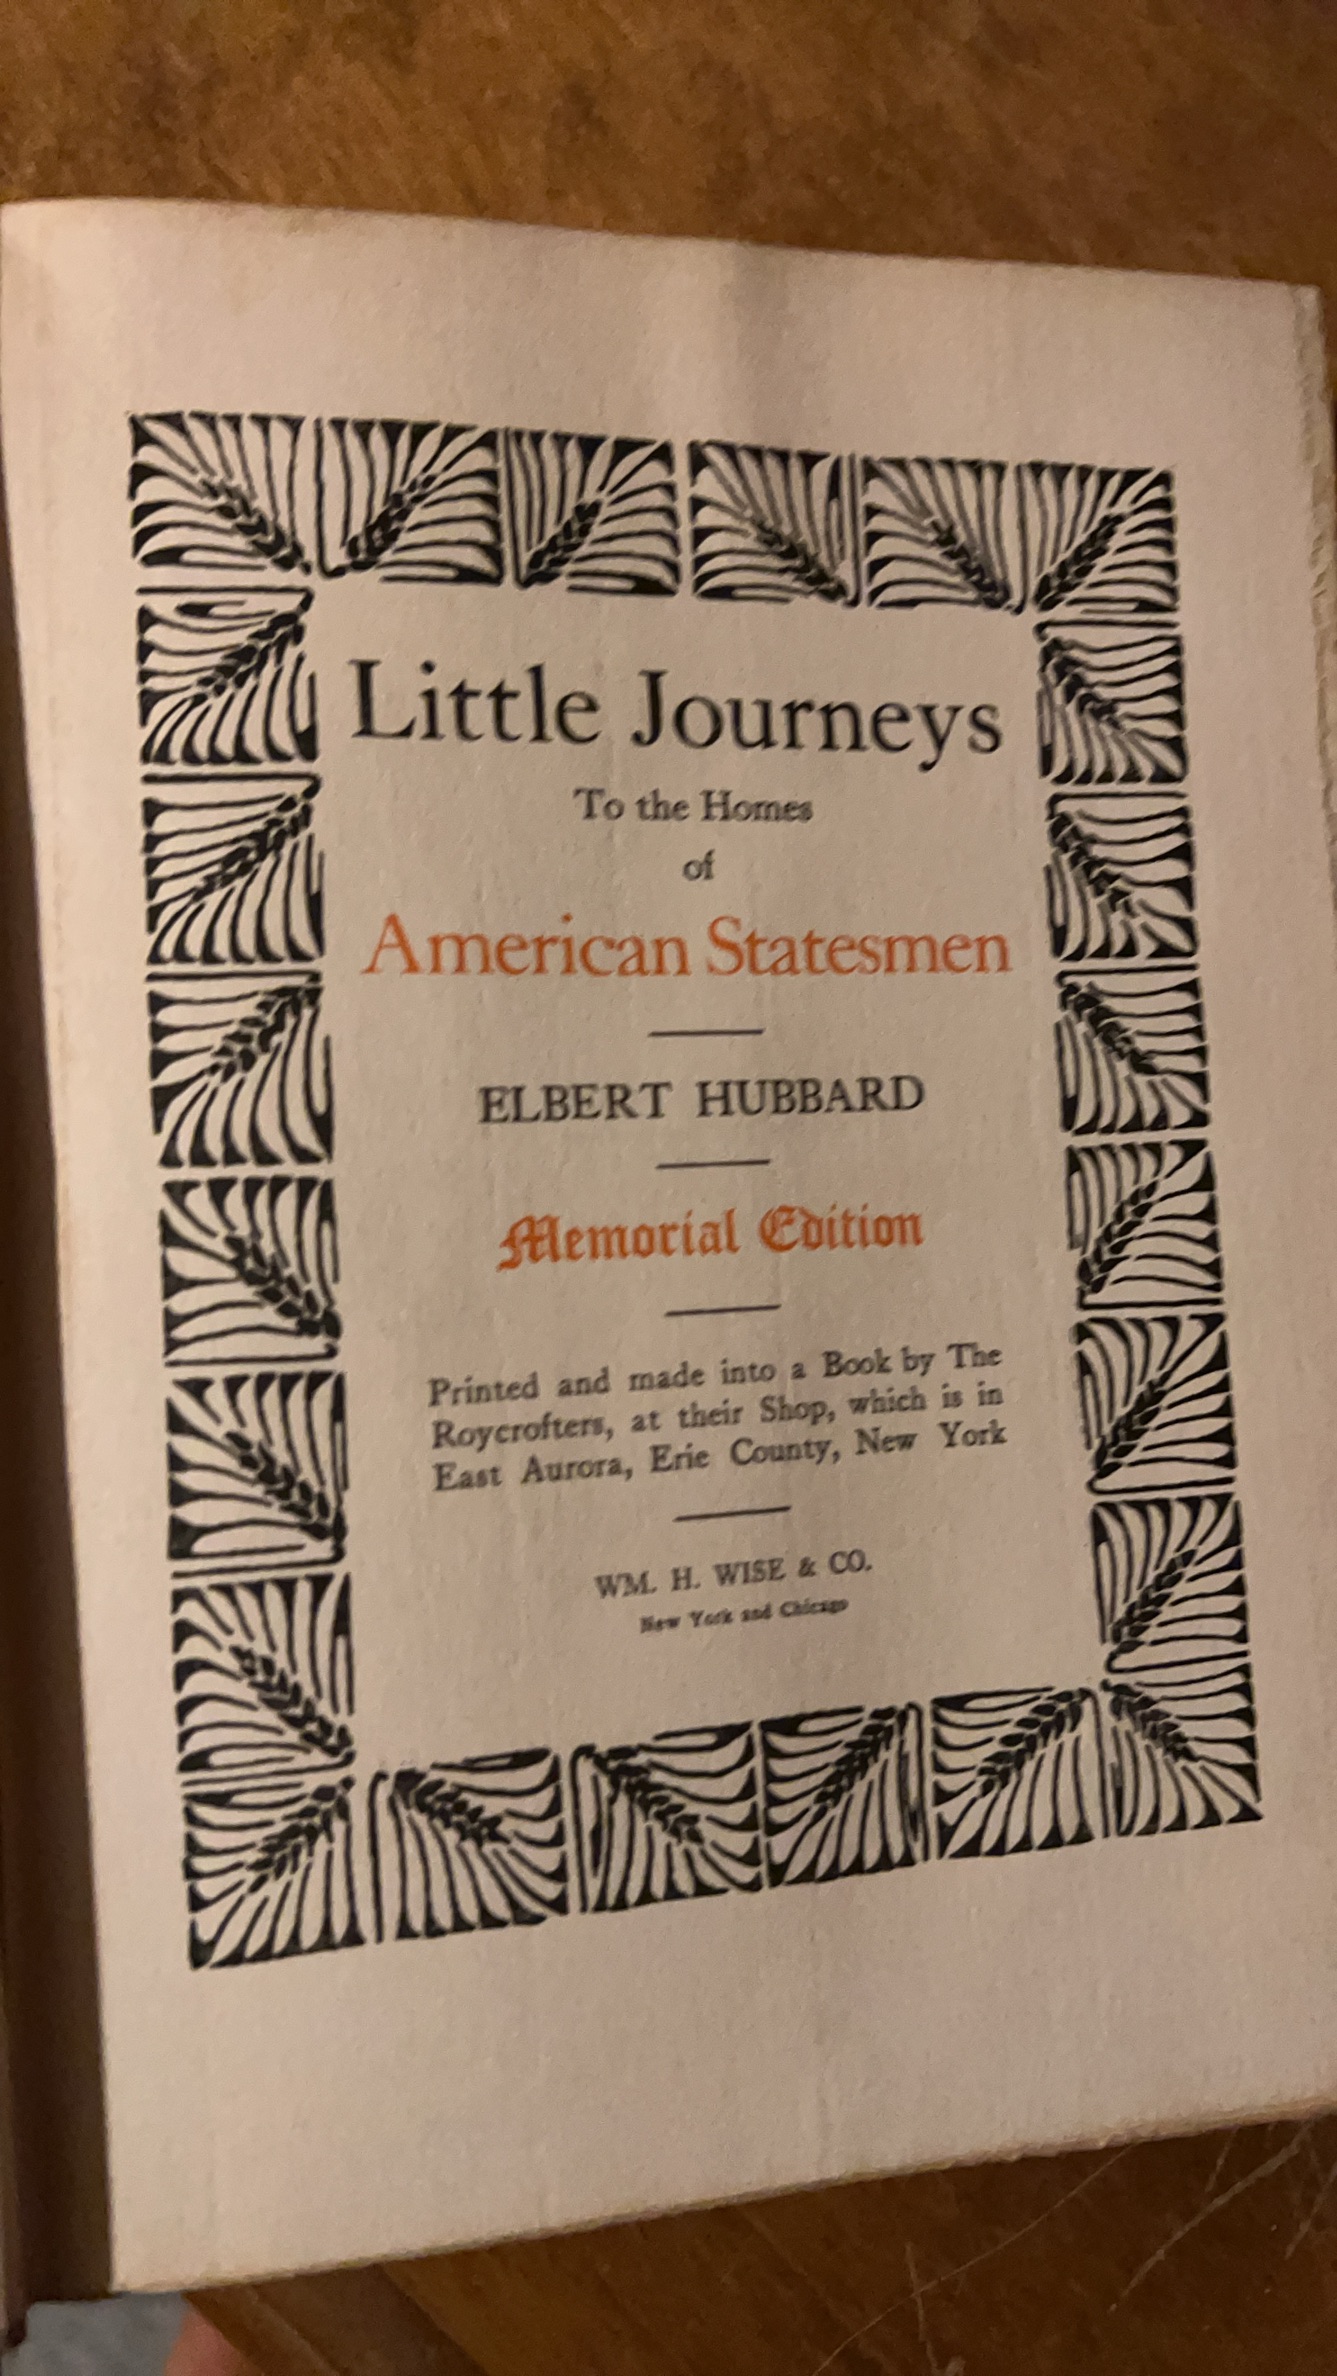 Little Journeys
To the Homes
of
American Statesmen
ELBERT HUBBARD
Memorial Edition
Printed and made into a Book by The
Roycrofters, at their Shop, which is in
East Aurora, Erie County, New York
WM. H. WISE & CO.
New York and Chicago